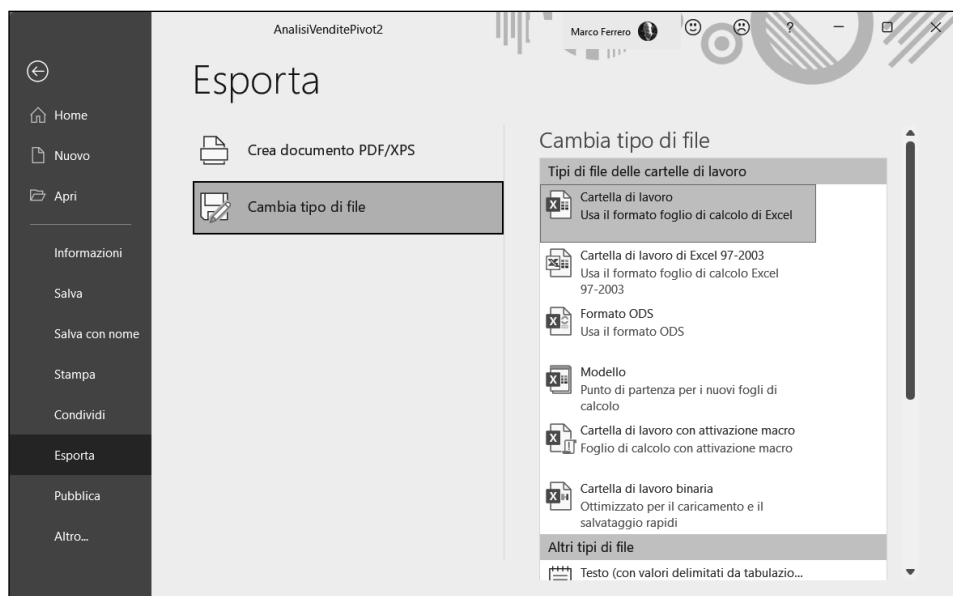 AnalisiVenditePivot2
Marco Ferrero
?
Esporta
Home
Nuovo
Apri
Informazioni
Salva
Salva con nome
Stampa
Condividi
Esporta
Pubblica
Altro...
Crea documento PDF/XPS
Cambia tipo di file
Cambia tipo di file
Tipi di file delle cartelle di lavoro
Cartella di lavoro
Usa il formato foglio di calcolo di Excel
Cartella di lavoro di Excel 97-2003
Usa il formato foglio di calcolo Excel
97-2003
Formato ODS
Usa il formato ODS
Modello
Punto di partenza per i nuovi fogli di
calcolo
Cartella di lavoro con attivazione macro
Foglio di calcolo con attivazione macro
Cartella di lavoro binaria
Ottimizzato per il caricamento e il
salvataggio rapidi
Altri tipi di file
Testo (con valori delimitati da tabulazio...